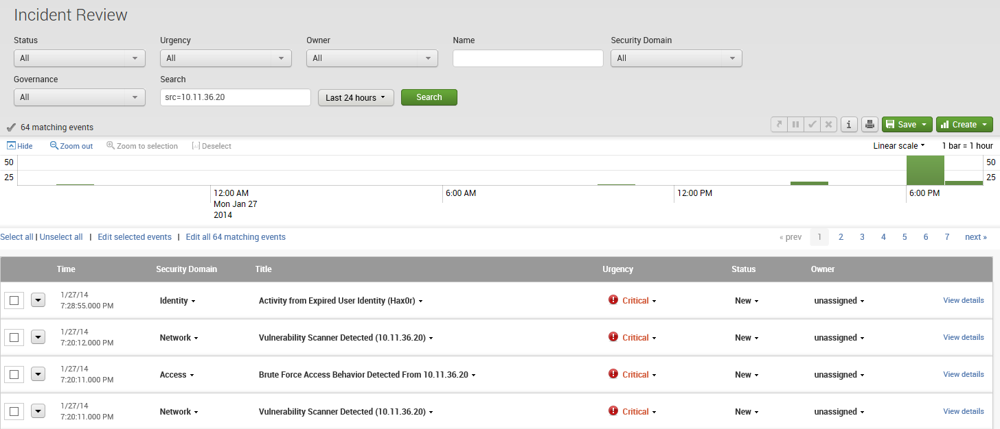 Incident Review
Status Urgency Owner Name Security Domain
All All All All
Governance Search
All src=10.11.36.20 Last 24 hours Search
64 matching events i Save Create
Hide Zoom out Zoom to selection Deselect Linear scale 1 bar = 1 hour
50 50
25 25
12:00 AM 6:00 AM 12:00 PM 6:00 PM
Mon Jan 27
2014
Select all | Unselect all | Edit selected events | Edit all 64 matching events « prev 1 2 3 4 5 6 7 next »
Time Security Domain Title Urgency Status Owner
1/27/14
7:28:55.000 PM Identity Activity from Expired User Identity (Hax0r) ! Critical New unassigned View details
1/27/14
7:20:12.000 PM Network Vulnerability Scanner Detected (10.11.36.20) ! Critical New unassigned View details
1/27/14
7:20:11.000 PM Access Brute Force Access Behavior Detected From 10.11.36.20 ! Critical New unassigned View details
1/27/14
7:20:11.000 PM Network Vulnerability Scanner Detected (10.11.36.20) ! Critical New unassigned View details